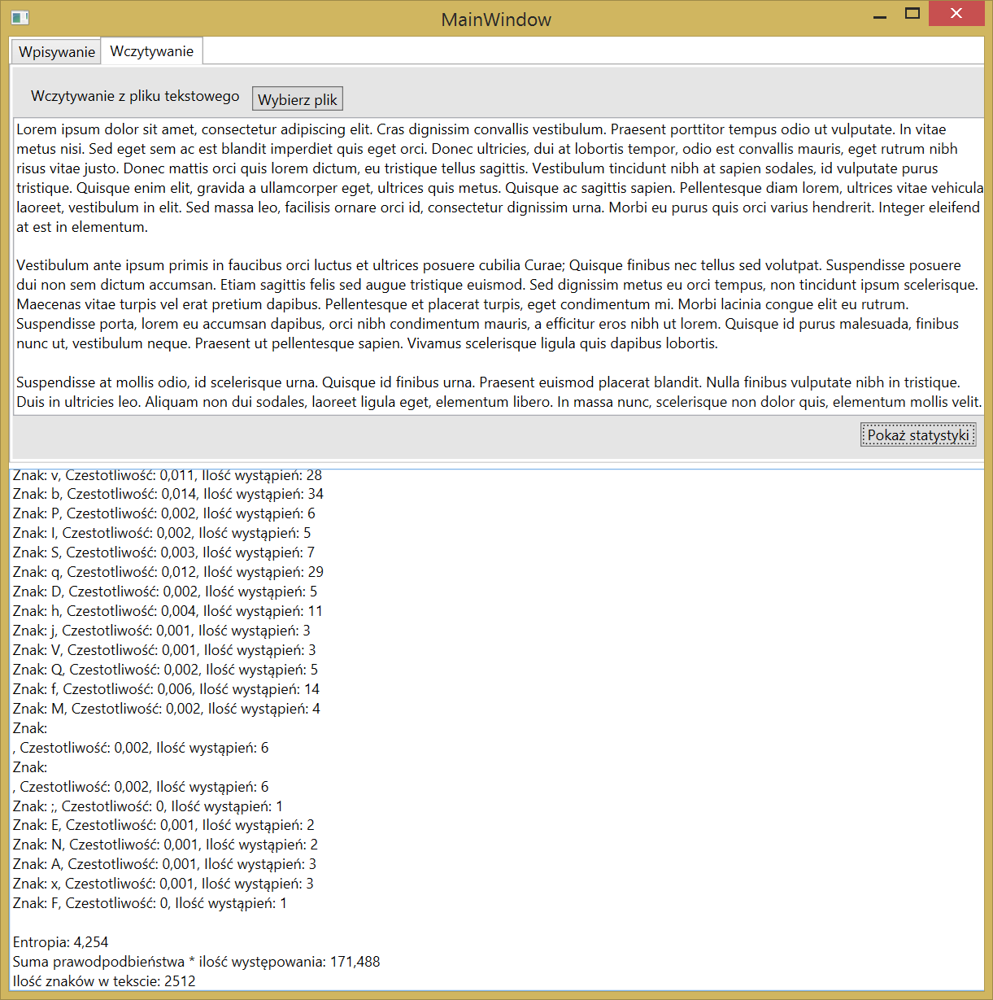 MainWindow
Wpisywanie Wczytywanie
Wczytywanie z pliku tekstowego Wybierz plik
Lorem ipsum dolor sit amet, consectetur adipiscing elit. Cras dignissim convallis vestibulum. Praesent porttitor tempus odio ut vulputate. In vitae
metus nisi. Sed eget sem ac est blandit imperdiet quis eget orci. Donec ultricies, dui at lobortis tempor, odio est convallis mauris, eget rutrum nibh
risus vitae justo. Donec mattis orci quis lorem dictum, eu tristique tellus sagittis. Vestibulum tincidunt nibh at sapien sodales, id vulputate purus
tristique. Quisque enim elit, gravida a ullamcorper eget, ultrices quis metus. Quisque ac sagittis sapien. Pellentesque diam lorem, ultrices vitae vehicula
laoreet, vestibulum in elit. Sed massa leo, facilisis ornare orci id, consectetur dignissim urna. Morbi eu purus quis orci varius hendrerit. Integer eleifend
at est in elementum.
Vestibulum ante ipsum primis in faucibus orci luctus et ultrices posuere cubilia Curae; Quisque finibus nec tellus sed volutpat. Suspendisse posuere
dui non sem dictum accumsan. Etiam sagittis felis sed augue tristique euismod. Sed dignissim metus eu orci tempus, non tincidunt ipsum scelerisque.
Maecenas vitae turpis vel erat pretium dapibus. Pellentesque et placerat turpis, eget condimentum mi. Morbi lacinia congue elit eu rutrum.
Suspendisse porta, lorem eu accumsan dapibus, orci nibh condimentum mauris, a efficitur eros nibh ut lorem. Quisque id purus malesuada, finibus
nunc ut, vestibulum neque. Praesent ut pellentesque sapien. Vivamus scelerisque ligula quis dapibus lobortis.
Suspendisse at mollis odio, id scelerisque urna. Quisque id finibus urna. Praesent euismod placerat blandit. Nulla finibus vulputate nibh in tristique.
Duis in ultricies leo. Aliquam non dui sodales, laoreet ligula eget, elementum libero. In massa nunc, scelerisque non dolor quis, elementum mollis velit.
Pokaż statystyki
Znak: v, Czestotliwość: 0,011, Ilość wystąpień: 28
Znak: b, Czestotliwość: 0,014, Ilość wystąpień: 34
Znak: P, Czestotliwość: 0,002, Ilość wystąpień: 6
Znak: I, Czestotliwość: 0,002, Ilość wystąpień: 5
Znak: S, Czestotliwość: 0,003, Ilość wystąpień: 7
Znak: q, Czestotliwość: 0,012, Ilość wystąpień: 29
Znak: D, Czestotliwość: 0,002, Ilość wystąpień: 5
Znak: h, Czestotliwość: 0,004, Ilość wystąpień: 11
Znak: j, Czestotliwość: 0,001, Ilość wystąpień: 3
Znak: V, Czestotliwość: 0,001, Ilość wystąpień: 3
Znak: Q, Czestotliwość: 0,002, Ilość wystąpień: 5
Znak: f, Czestotliwość: 0,006, Ilość wystąpień: 14
Znak: M, Czestotliwość: 0,002, Ilość wystąpień: 4
Znak:
, Czestotliwość: 0,002, Ilość wystąpień: 6
Znak:
, Czestotliwość: 0,002, Ilość wystąpień: 6
Znak: ;, Czestotliwość: 0, Ilość wystąpień: 1
Znak: E, Czestotliwość: 0,001, Ilość wystąpień: 2
Znak: N, Czestotliwość: 0,001, Ilość wystąpień: 2
Znak: A, Czestotliwość: 0,001, Ilość wystąpień: 3
Znak: x, Czestotliwość: 0,001, Ilość wystąpień: 3
Znak: F, Czestotliwość: 0, Ilość wystąpień: 1
Entropia: 4,254
Suma prawodpodbieństwa * ilość występowania: 171,488
Ilość znaków w tekscie: 2512